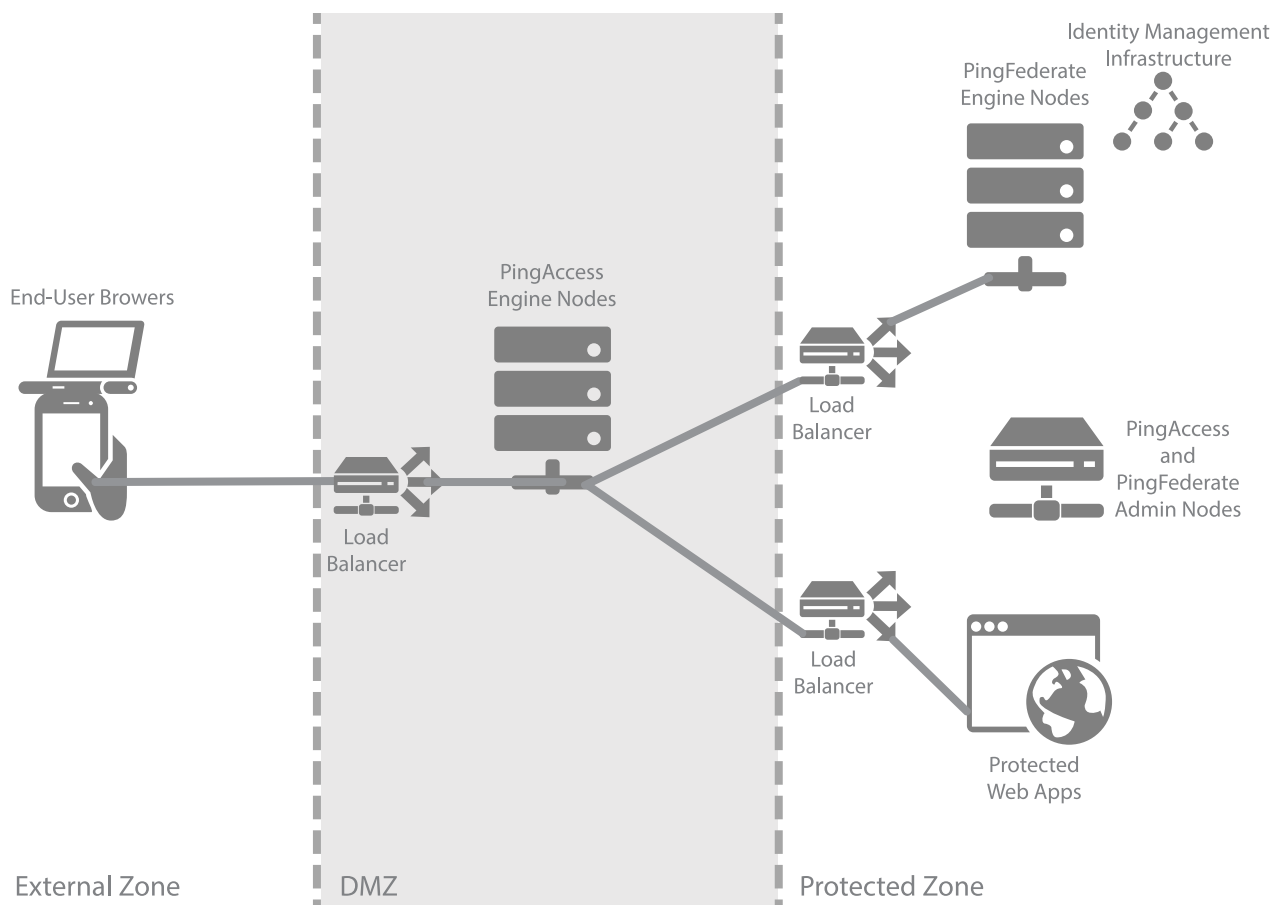 Identity Management
Infrastructure
PingFederate
Engine Nodes
PingAccess
Engine Nodes
End-User Browers
Load
Balancer
PingAccess
and
PingFederate
Admin Nodes
Load
Balancer
Load
Balancer
Protected
Web Apps
External Zone
DMZ
Protected Zone